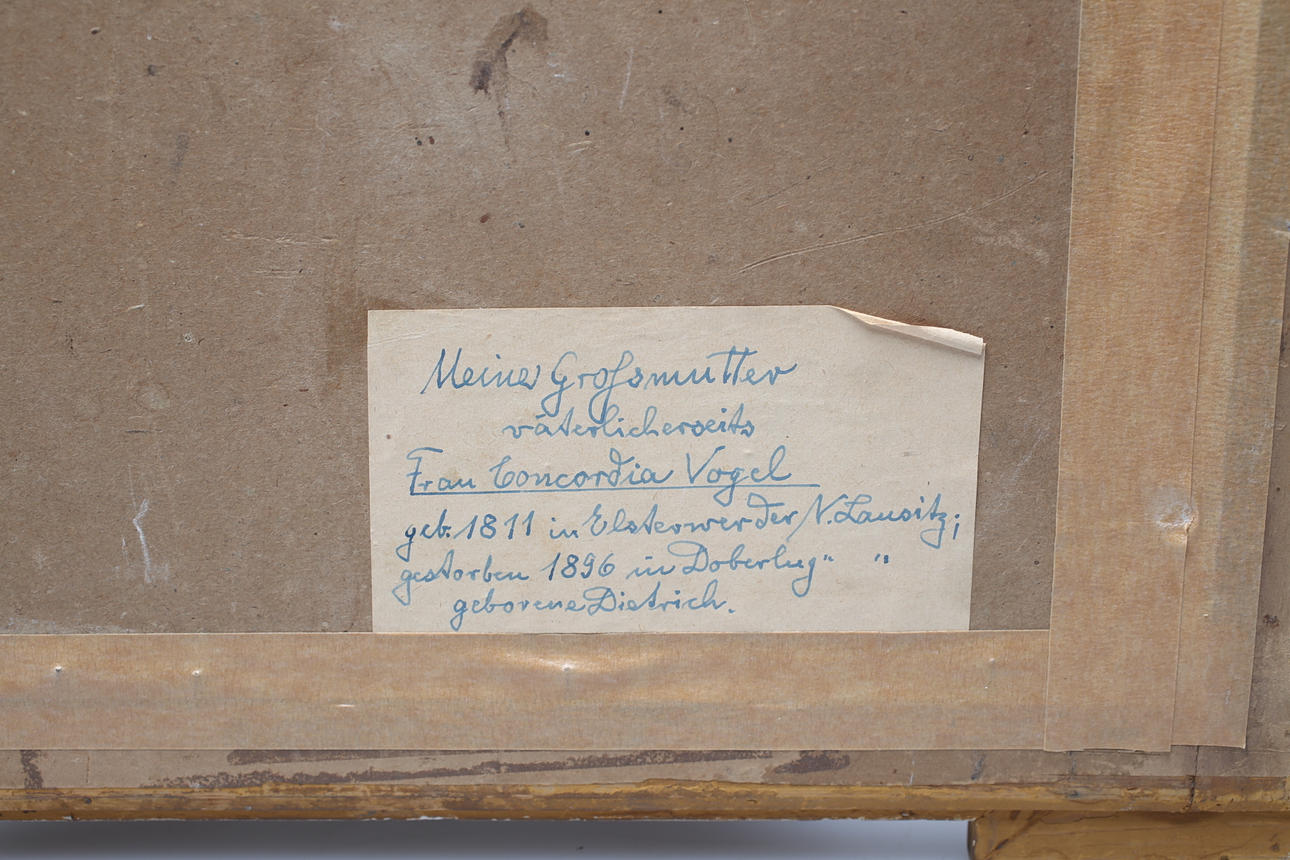 Meine Großmutter
väterlicherseits
Frau Concordia Vogel
geb. 1811 in Elsterwerder N. Lausitz;
gestorben 1896 in Doberlug " "
geborene Dietrich.